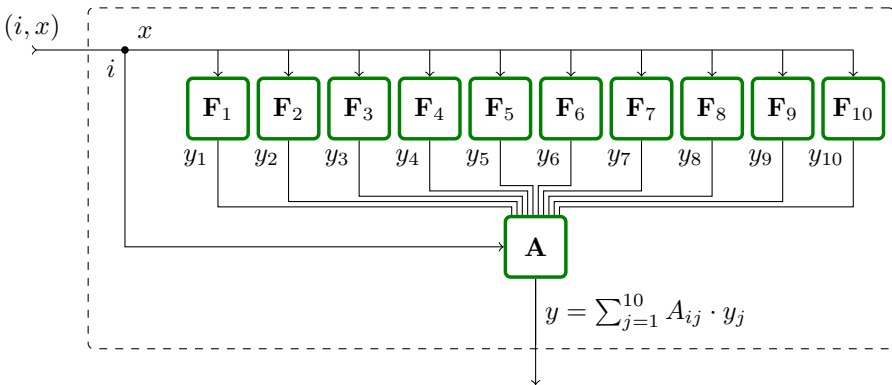 (i, x)
x
i
F₁ F₂ F₃ F₄ F₅ F₆ F₇ F₈ F₉ F₁₀
y₁ y₂ y₃ y₄ y₅ y₆ y₇ y₈ y₉ y₁₀
A
y = ∑_{j=1}^{10} A_{ij} · y_j